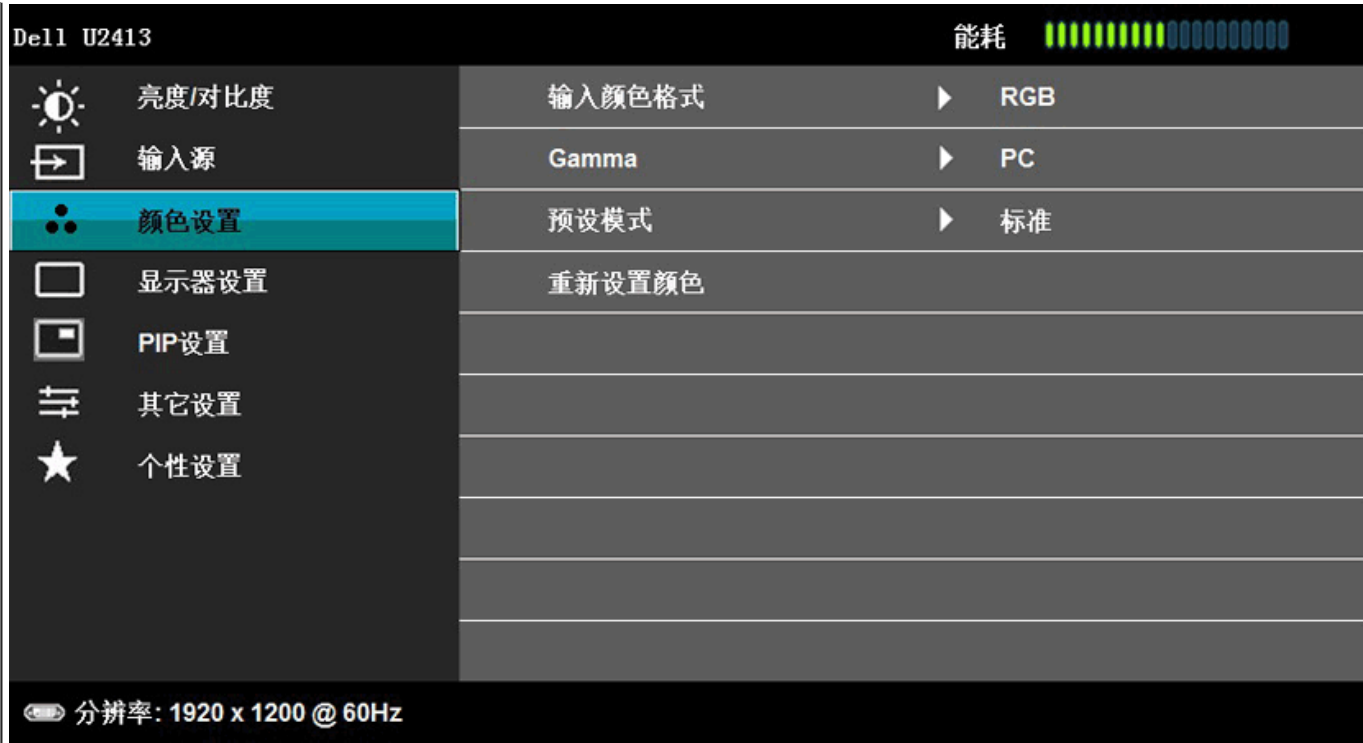 Dell U2413 能耗
亮度/对比度 输入颜色格式 RGB
输入源 Gamma PC
颜色设置 预设模式 标准
显示器设置 重新设置颜色
PIP设置
其它设置
个性设置
分辨率: 1920 x 1200 @ 60Hz